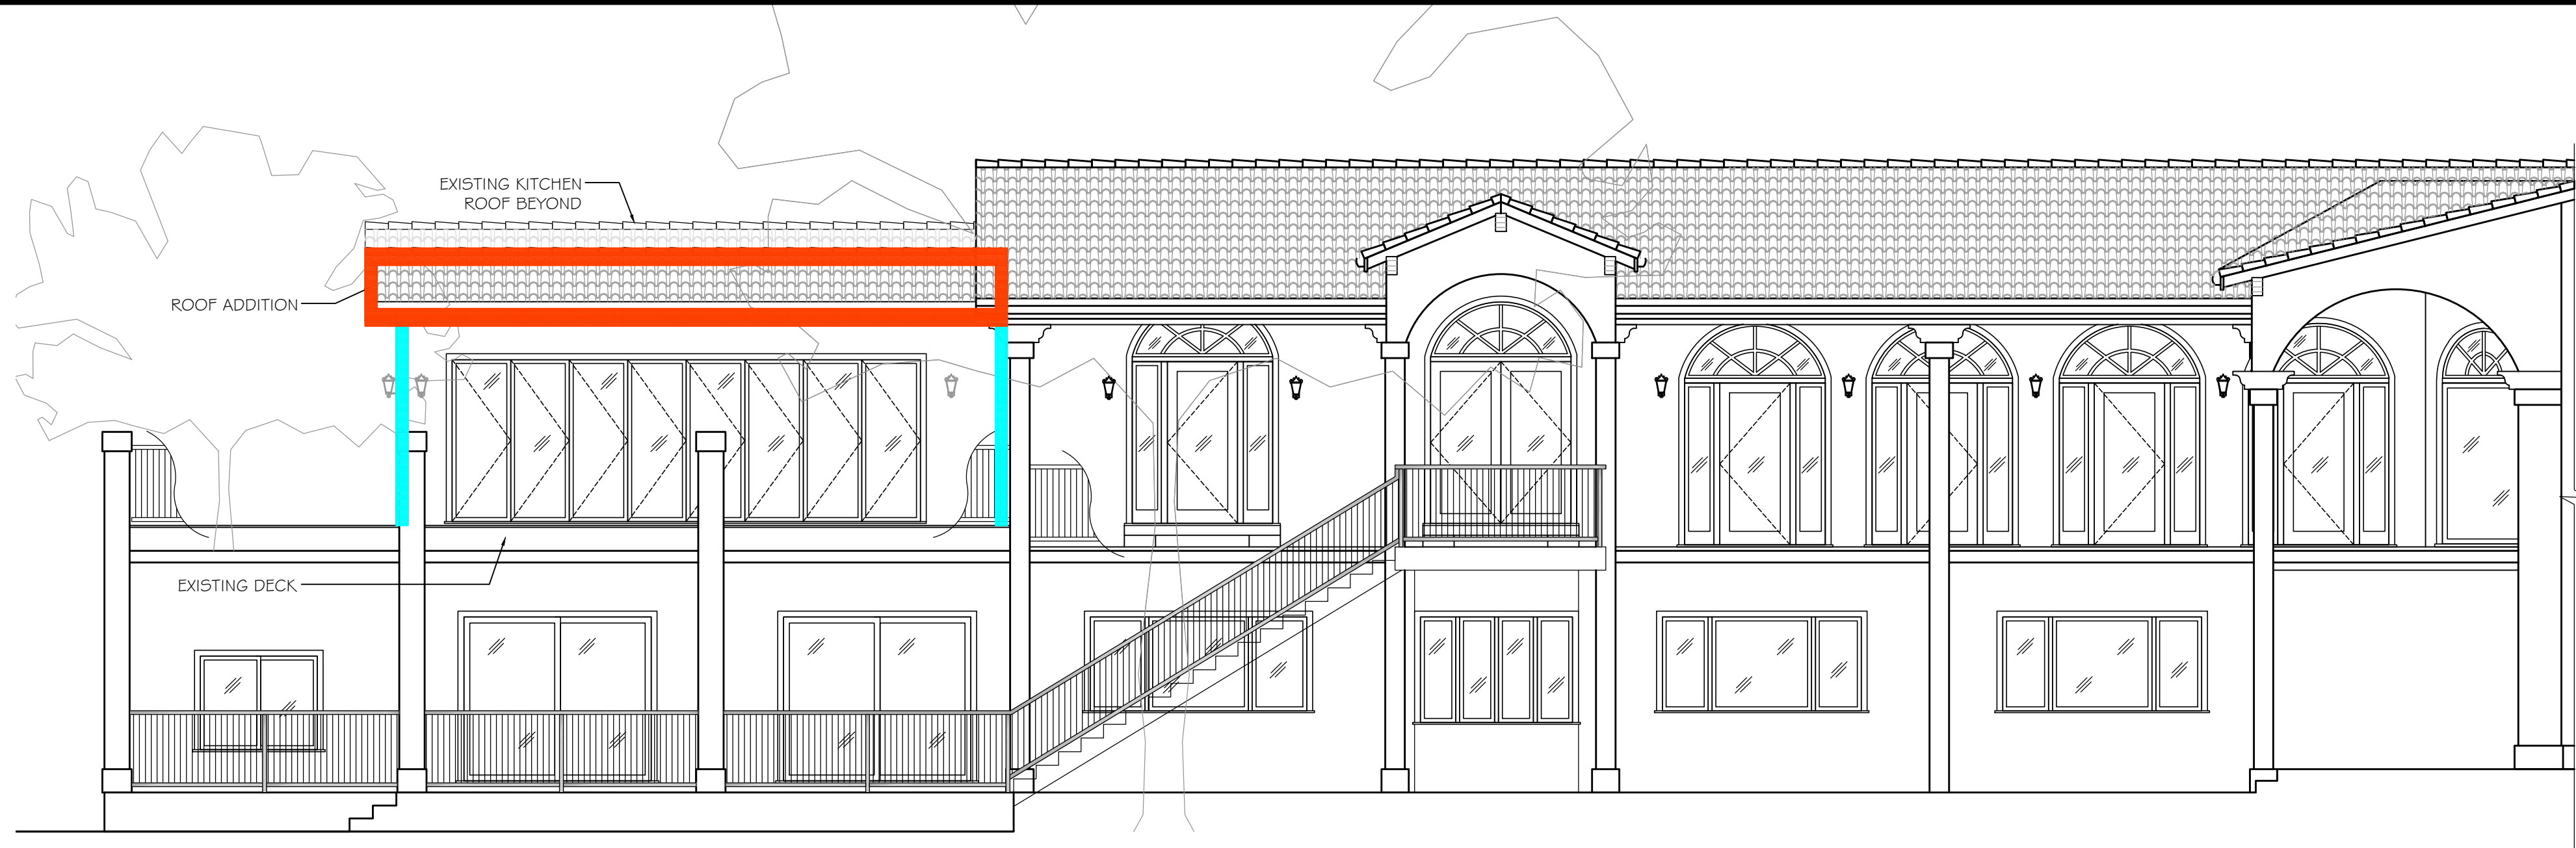 EXISTING KITCHEN
ROOF BEYOND
ROOF ADDITION
EXISTING DECK